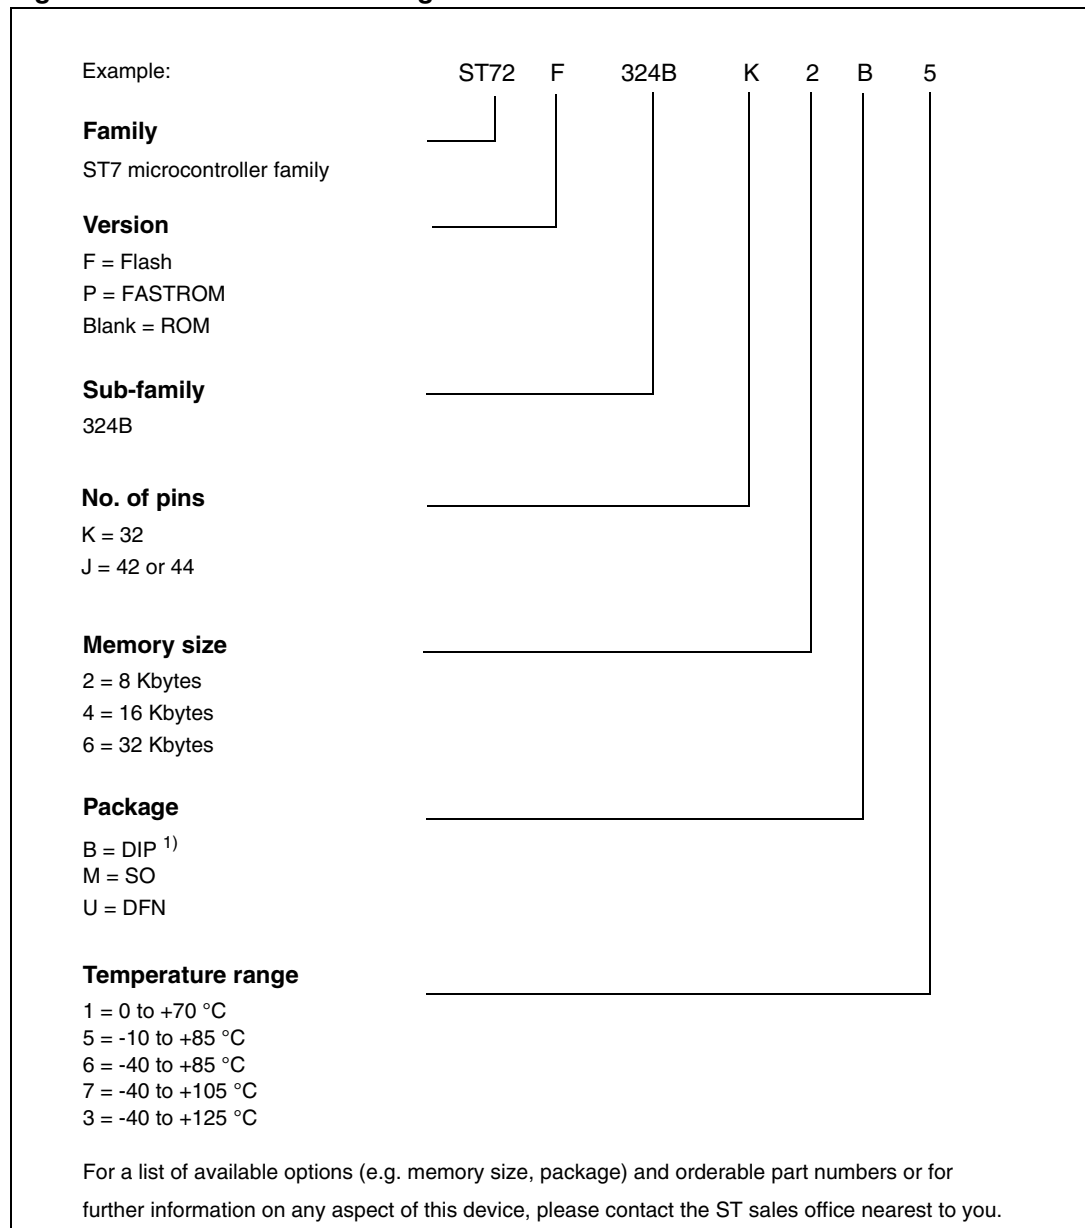 Example: ST72 F 324B K 2 B 5
Family
ST7 microcontroller family
Version
F = Flash
P = FASTROM
Blank = ROM
Sub-family
324B
No. of pins
K = 32
J = 42 or 44
Memory size
2 = 8 Kbytes
4 = 16 Kbytes
6 = 32 Kbytes
Package
B = DIP 1)
M = SO
U = DFN
Temperature range
1 = 0 to +70 °C
5 = -10 to +85 °C
6 = -40 to +85 °C
7 = -40 to +105 °C
3 = -40 to +125 °C
For a list of available options (e.g. memory size, package) and orderable part numbers or for
further information on any aspect of this device, please contact the ST sales office nearest to you.